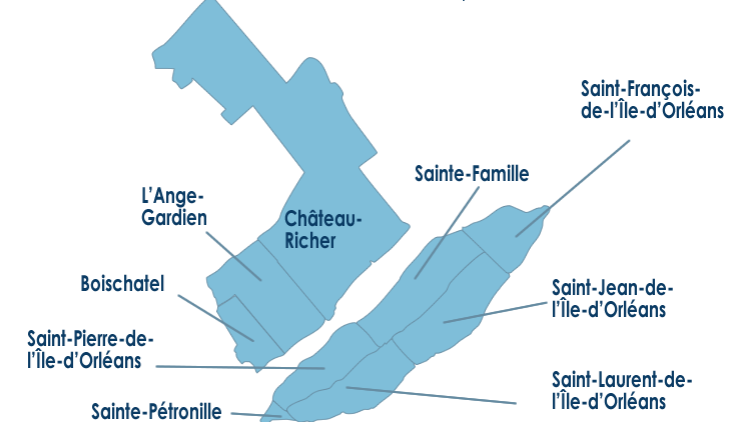 Saint-François-
de-l’Île-d’Orléans
Sainte-Famille
L’Ange-
Gardien
Château-
Richer
Boischatel
Saint-Jean-de-
l’Île-d’Orléans
Saint-Pierre-de-
l’Île-d’Orléans
Saint-Laurent-de-
l’Île-d’Orléans
Sainte-Pétronille